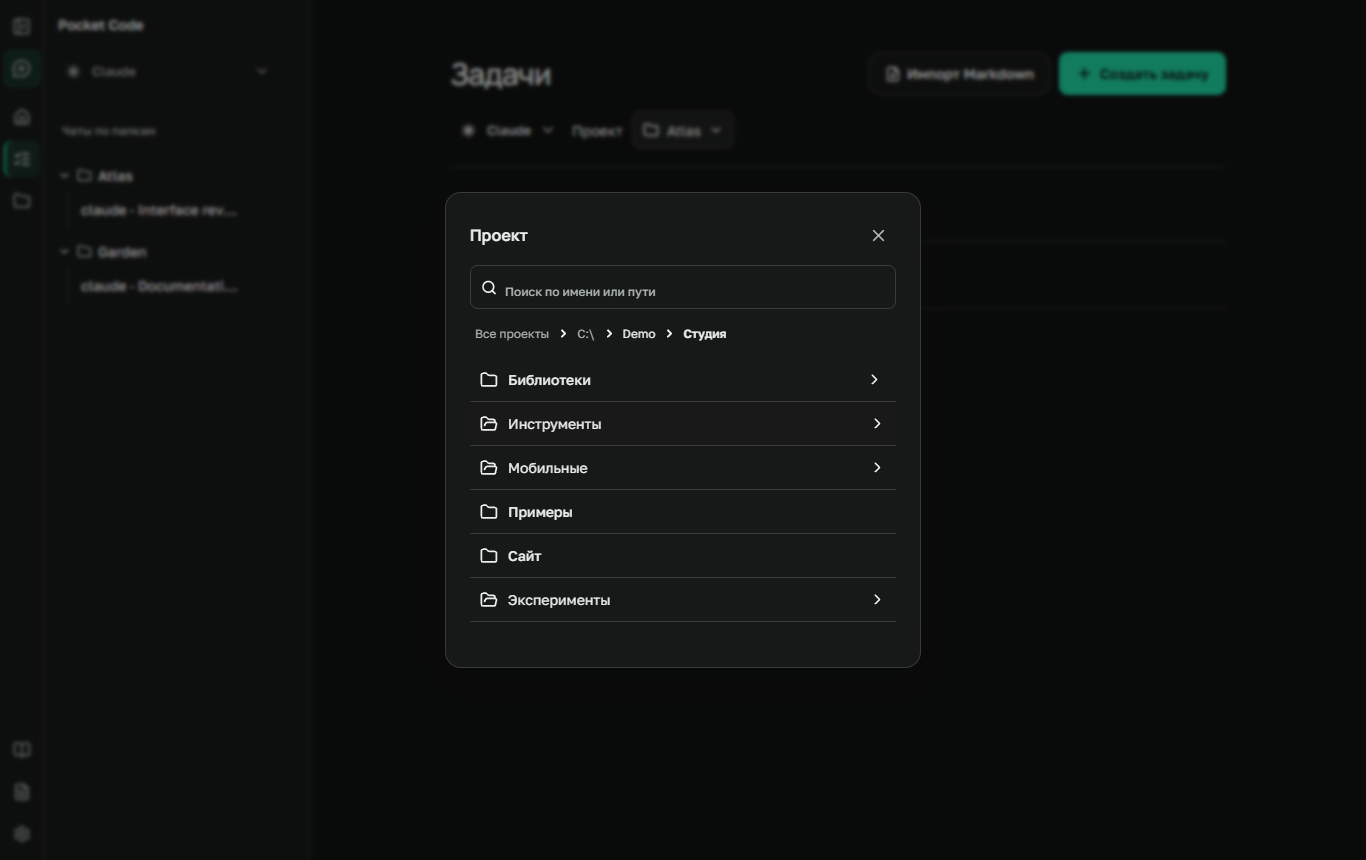 Pocket Code
Claude
Чаты по папкам
Atlas
claude - Interface rev...
Garden
claude - Documentati...
Задачи
Импорт Markdown
Создать задачу
Claude
Проект
Atlas
Проект
Поиск по имени или пути
Все проекты
C:\
Demo
Студия
Библиотеки
Инструменты
Мобильные
Примеры
Сайт
Эксперименты